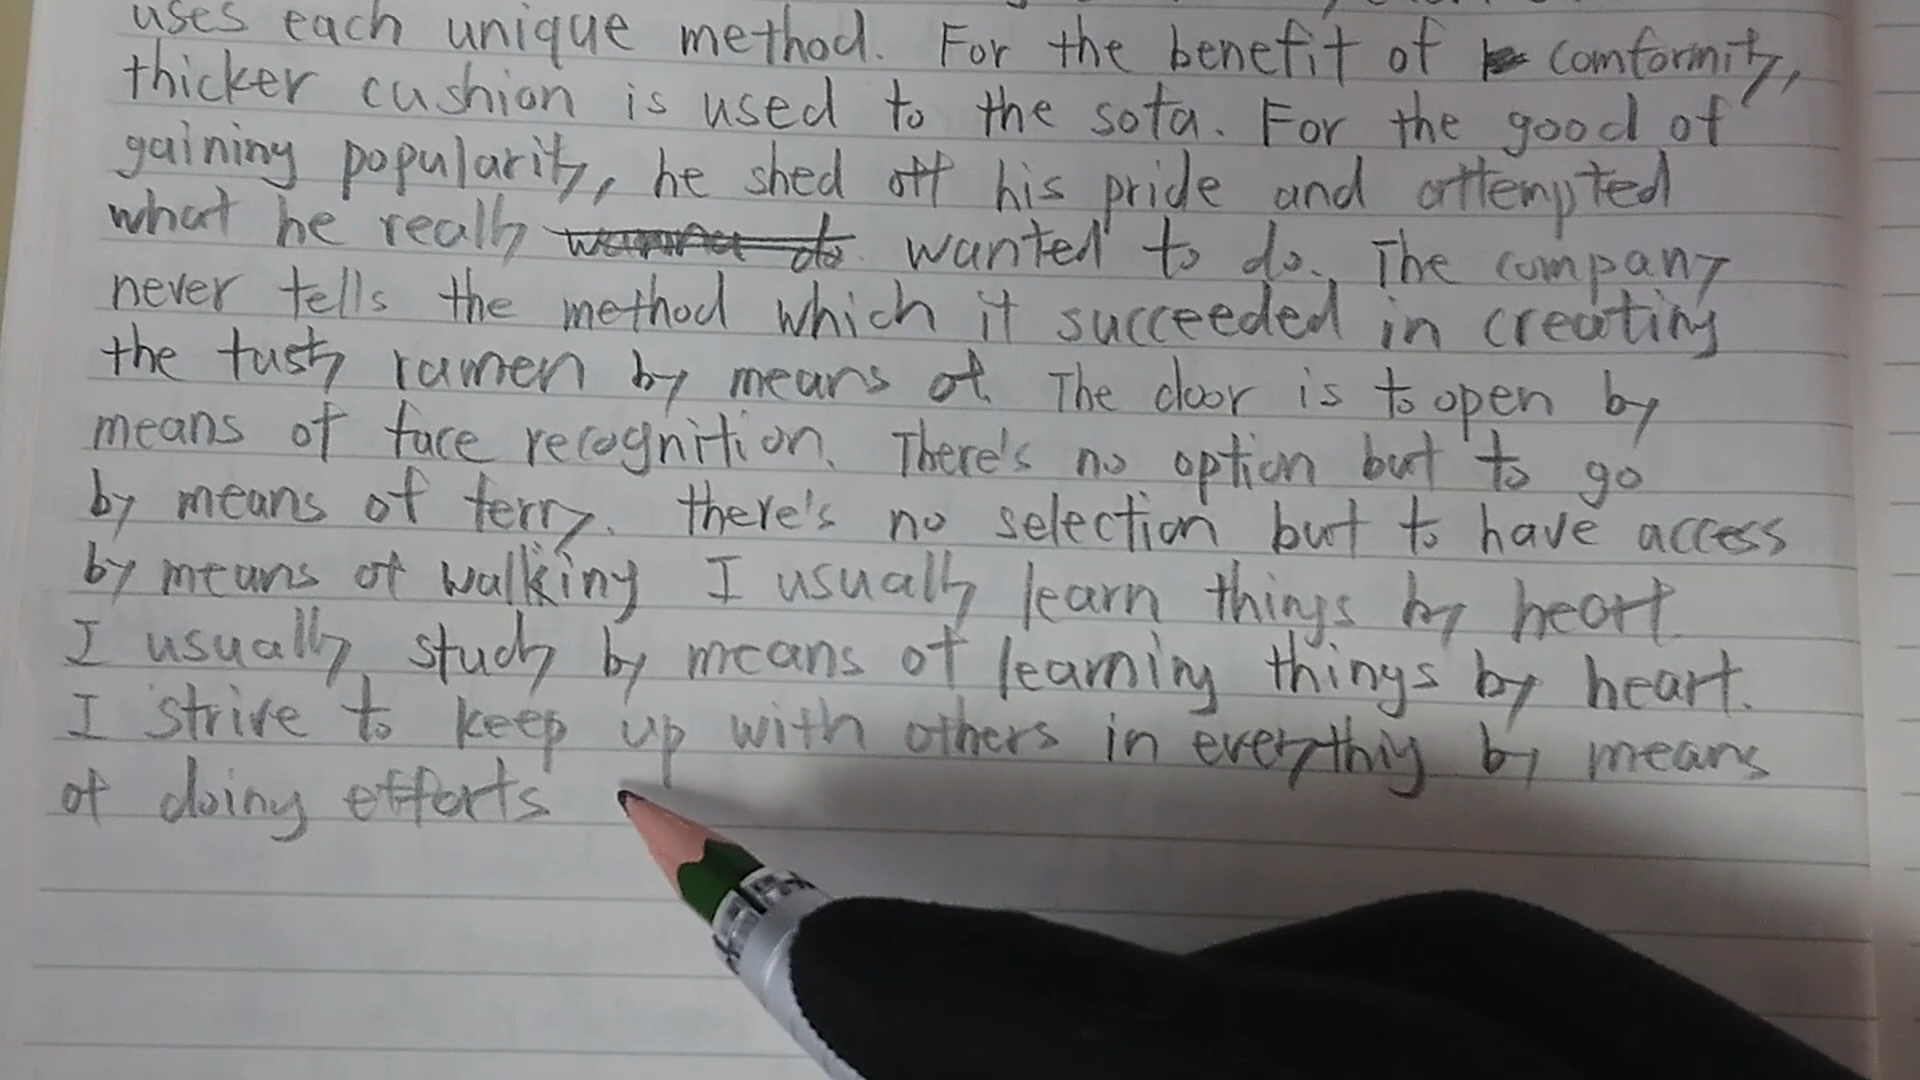 uses each unique method. For the benefit of comformity,
thicker cushion is used to the sofa. For the good of
gaining popularity, he shed off his pride and attempted
what he really wanna do wanted to do. The company
never tells the method which it succeeded in creating
the tasty ramen by means of. The door is to open by
means of face recognition. There's no option but to go
by means of ferry. there's no selection but to have access
by means of walking I usually learn things by heart
I usually study by means of learning things by heart.
I strive to keep up with others in everythig by means
of doing efforts